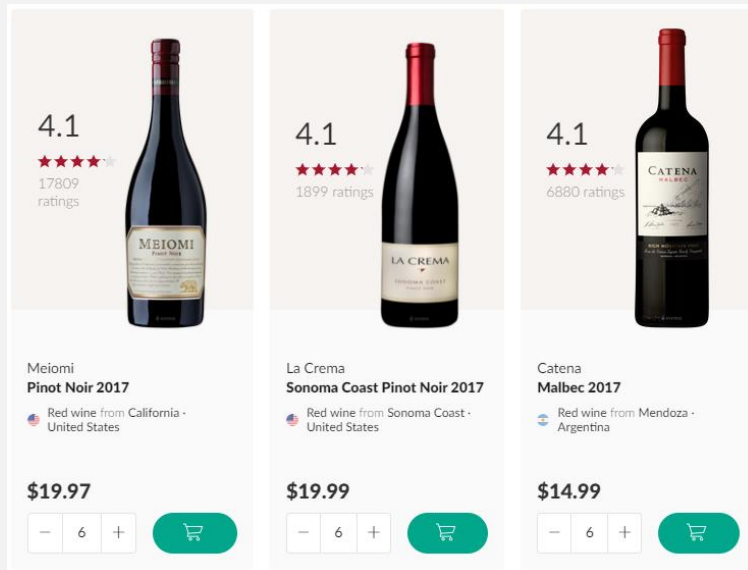 4.1
17809
ratings
MEIOMI
PINOT NOIR
Meiomi
Pinot Noir 2017
Red wine from California ·
United States
$19.97
− 6 +
4.1
1899 ratings
LA CREMA
SONOMA COAST
PINOT NOIR
La Crema
Sonoma Coast Pinot Noir 2017
Red wine from Sonoma Coast ·
United States
$19.99
− 6 +
4.1
6880 ratings
CATENA
MALBEC
Catena
Malbec 2017
Red wine from Mendoza ·
Argentina
$14.99
− 6 +